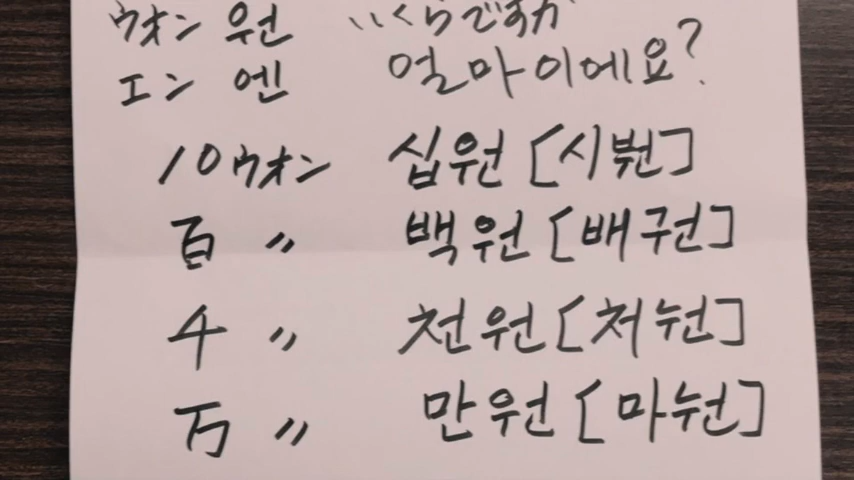 ウォン 원 いくらですか
エン 엔 얼마이에요?
10ウォン 십원 [시붠]
百 〃 백원 [배권]
千 〃 천원 [처눤]
万 〃 만원 [마눤]